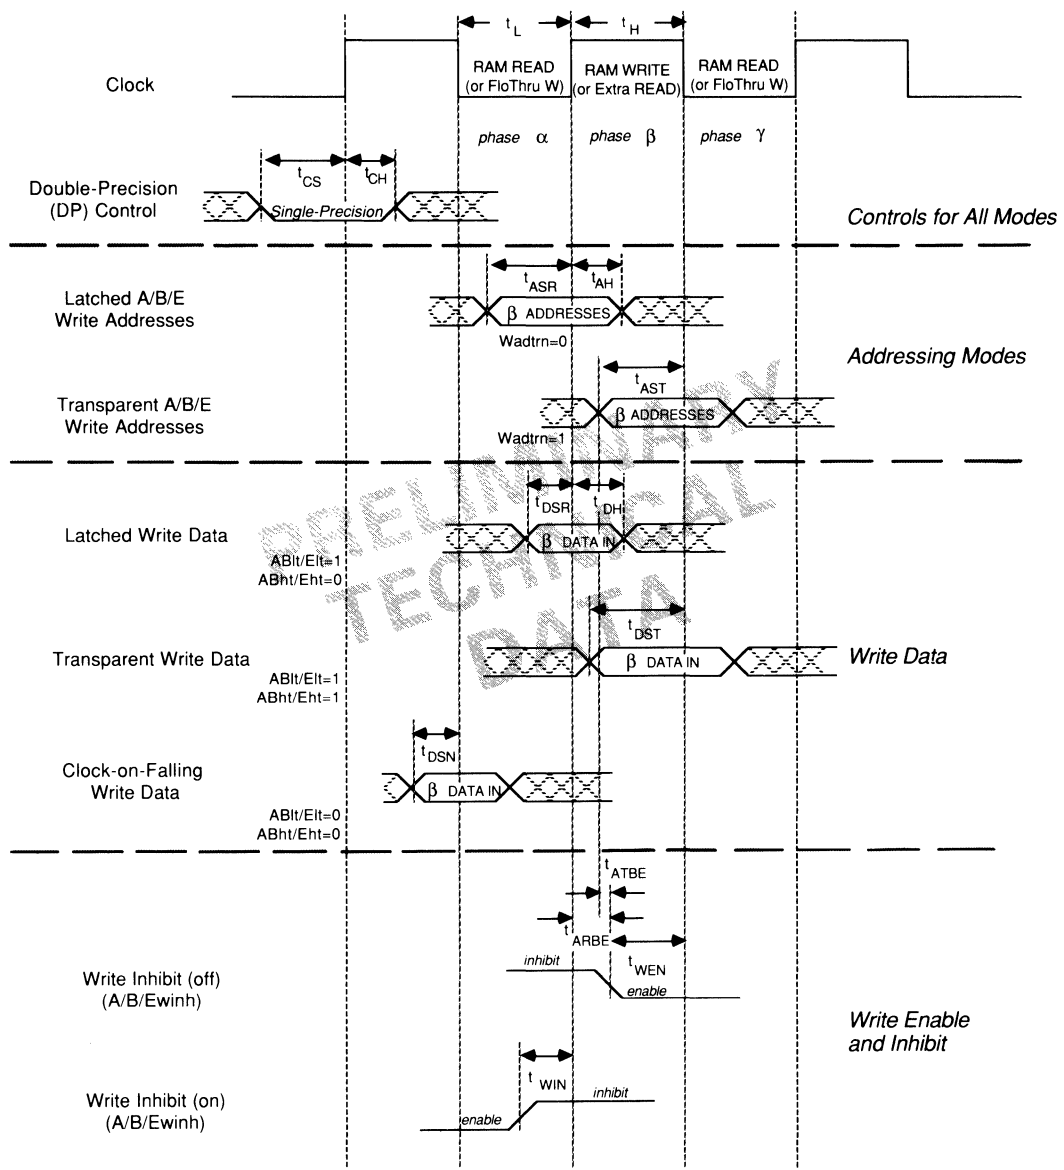 t L
t H
RAM READ
(or FloThru W)
RAM WRITE
(or Extra READ)
RAM READ
(or FloThru W)
Clock
phase α
phase β
phase γ
t CS
t CH
Double-Precision
(DP) Control
Single-Precision
Controls for All Modes
t ASR
t AH
Latched A/B/E
Write Addresses
β ADDRESSES
Wadtrn=0
Addressing Modes
t AST
Transparent A/B/E
Write Addresses
β ADDRESSES
Wadtrn=1
PRELIMINARY
TECHNICAL
DATA
t DSR
t DH
Latched Write Data
β DATA IN
ABlt/Elt=1
ABht/Eht=0
t DST
Transparent Write Data
β DATA IN
Write Data
ABlt/Elt=1
ABht/Eht=1
t DSN
Clock-on-Falling
Write Data
β DATA IN
ABlt/Elt=0
ABht/Eht=0
t ATBE
t ARBE
t WEN
Write Inhibit (off)
(A/B/Ewinh)
inhibit
enable
Write Enable
and Inhibit
t WIN
Write Inhibit (on)
(A/B/Ewinh)
inhibit
enable